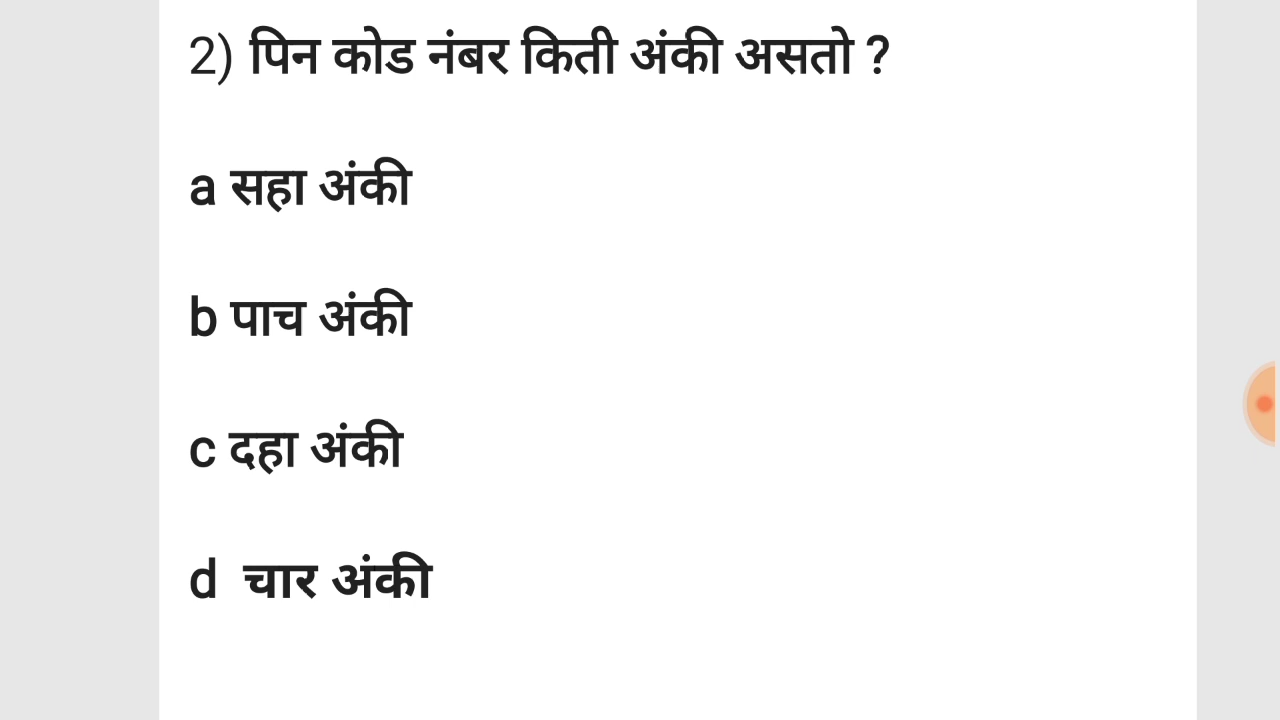 2) पिन कोड नंबर किती अंकी असतो ?
a सहा अंकी
b पाच अंकी
c दहा अंकी
d चार अंकी